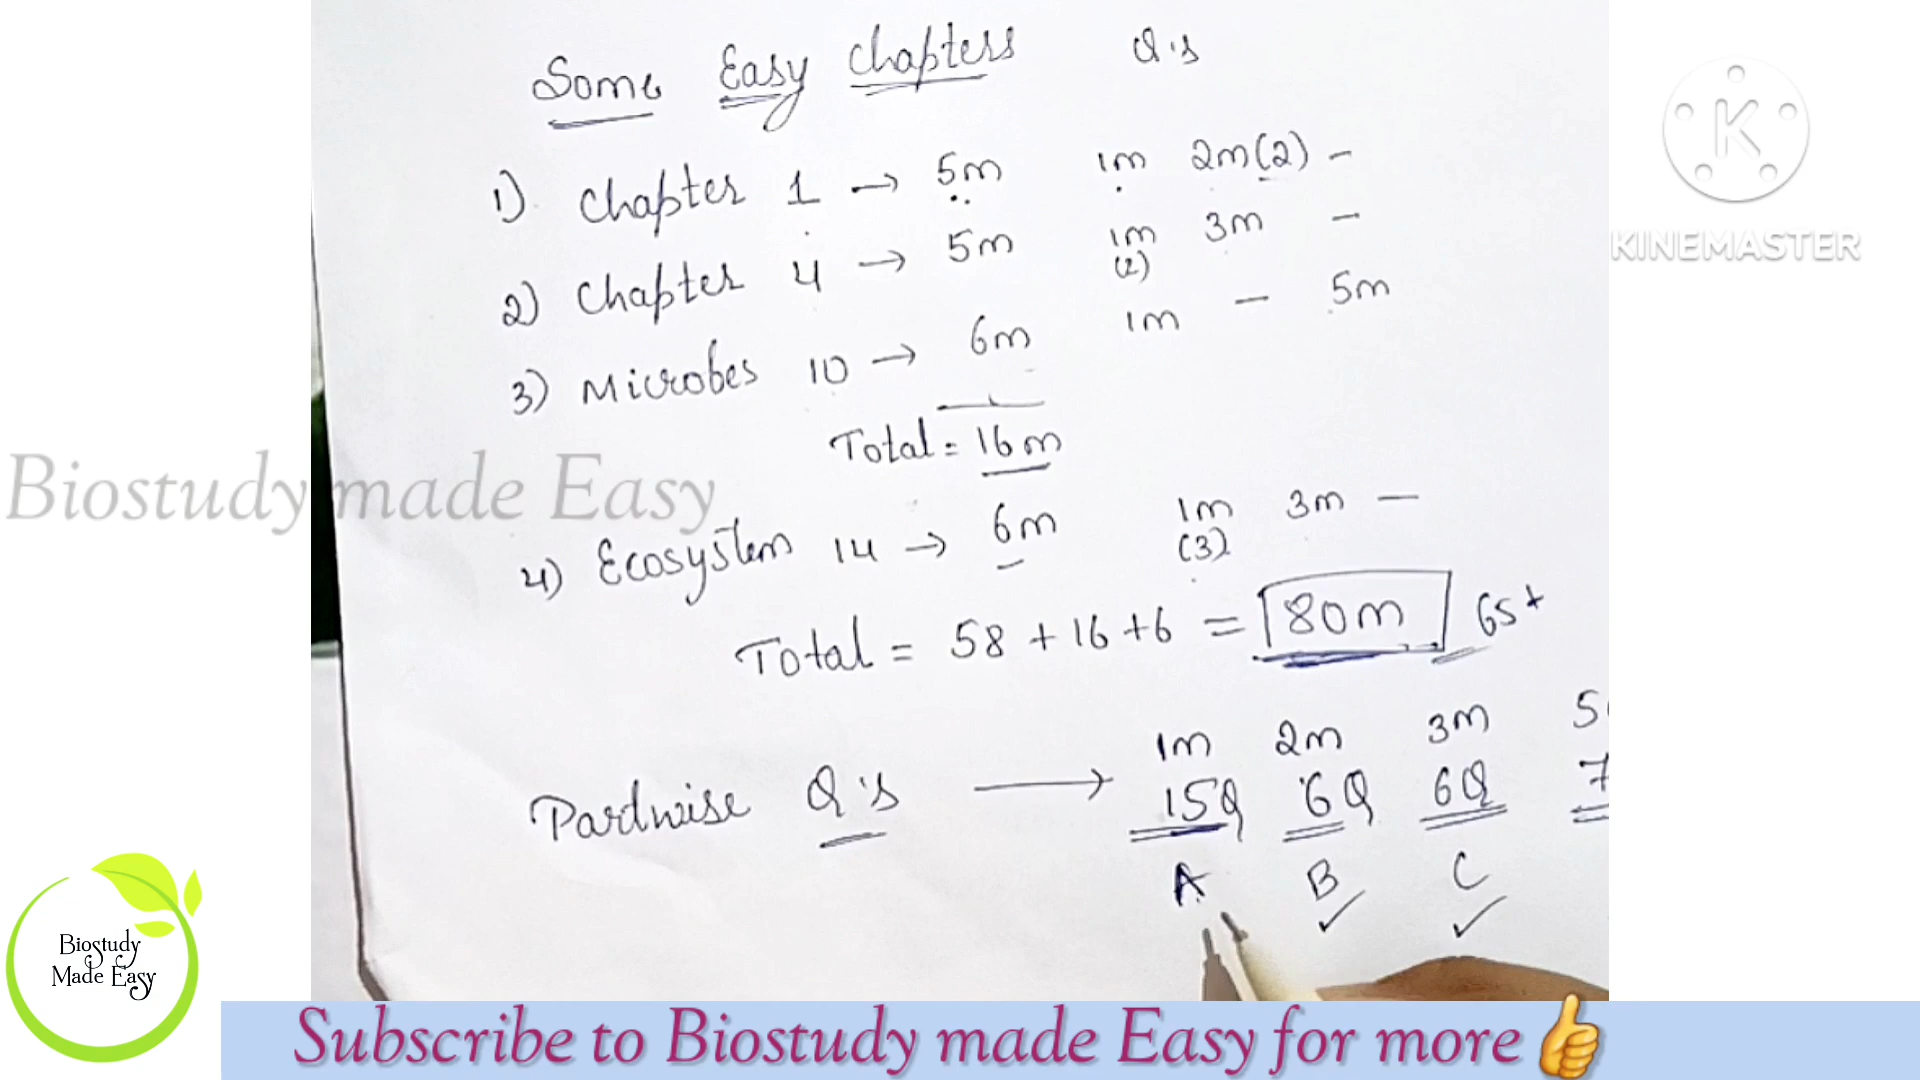 Some Easy Chapters Q's
1) Chapter 1 → 5m 1m 2m(2) -
2) Chapter 4 → 5m 1m 3m -
(2)
3) Microbes 10 → 6m 1m - 5m
Total = 16m
4) Ecosystem 14 → 6m 1m 3m -
(3)
Total = 58 + 16 + 6 = 80m 65+
1m 2m 3m 5
Partwise Q's → 15Q 6Q 6Q 7
A B C
KINEMASTER
Biostudy made Easy
Biostudy
Made Easy
Subscribe to Biostudy made Easy for more